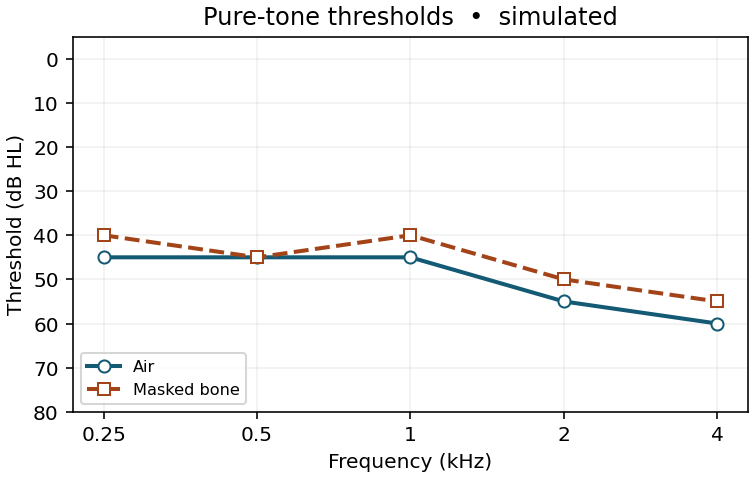 Pure-tone thresholds • simulated
Threshold (dB HL)
0
10
20
30
40
50
60
70
80
Air
Masked bone
0.25
0.5
1
2
4
Frequency (kHz)